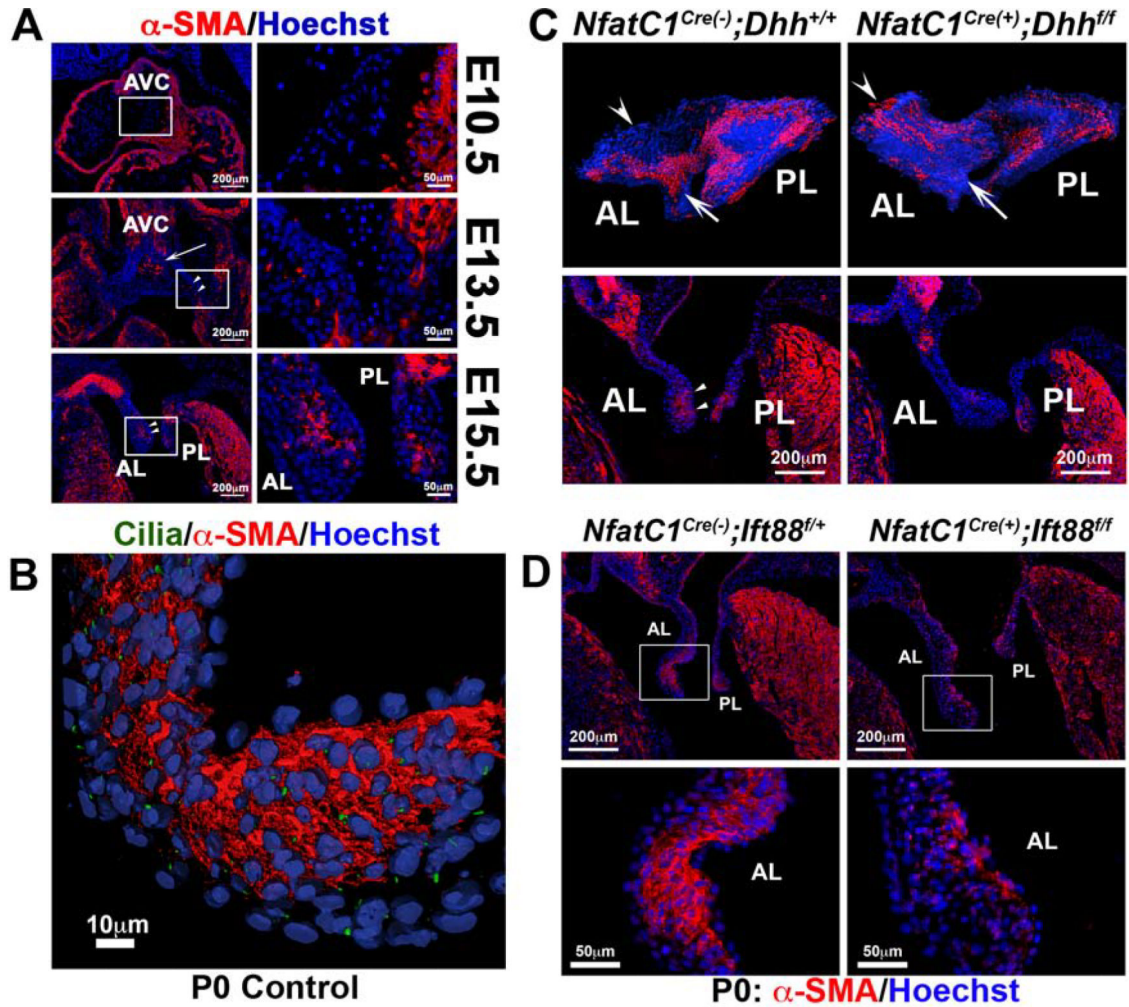 A
α-SMA/Hoechst
AVC
200µm
50µm
E10.5
AVC
200µm
50µm
E13.5
AL
PL
200µm
PL
AL
50µm
E15.5
Cilia/α-SMA/Hoechst
B
10µm
P0 Control
C
NfatC1Cre(-);Dhh+/+
NfatC1Cre(+);Dhhf/f
AL
PL
AL
PL
AL
PL
200µm
AL
PL
200µm
NfatC1Cre(-);Ift88f/+
NfatC1Cre(+);Ift88f/f
D
AL
PL
200µm
AL
PL
200µm
AL
50µm
AL
50µm
P0: α-SMA/Hoechst